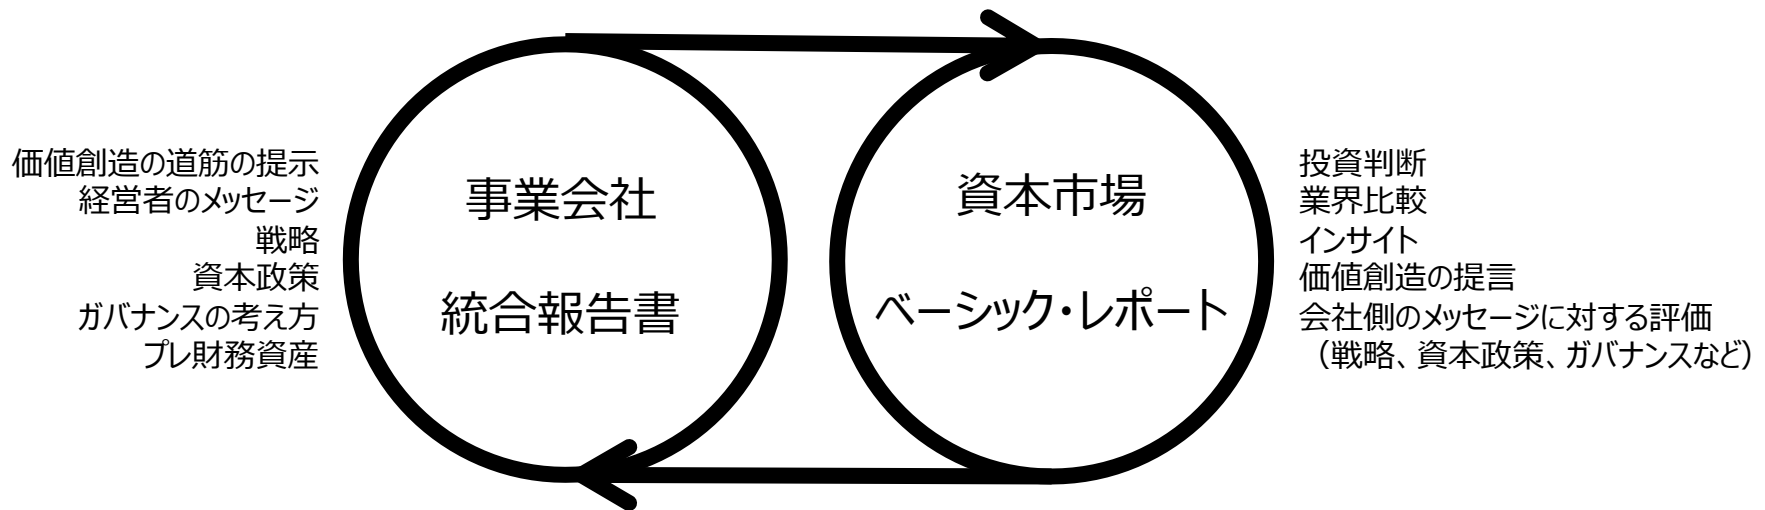 価値創造の道筋の提示
経営者のメッセージ
戦略
資本政策
ガバナンスの考え方
プレ財務資産
事業会社
統合報告書
資本市場
ベーシック・レポート
投資判断
業界比較
インサイト
価値創造の提言
会社側のメッセージに対する評価
（戦略、資本政策、ガバナンスなど）